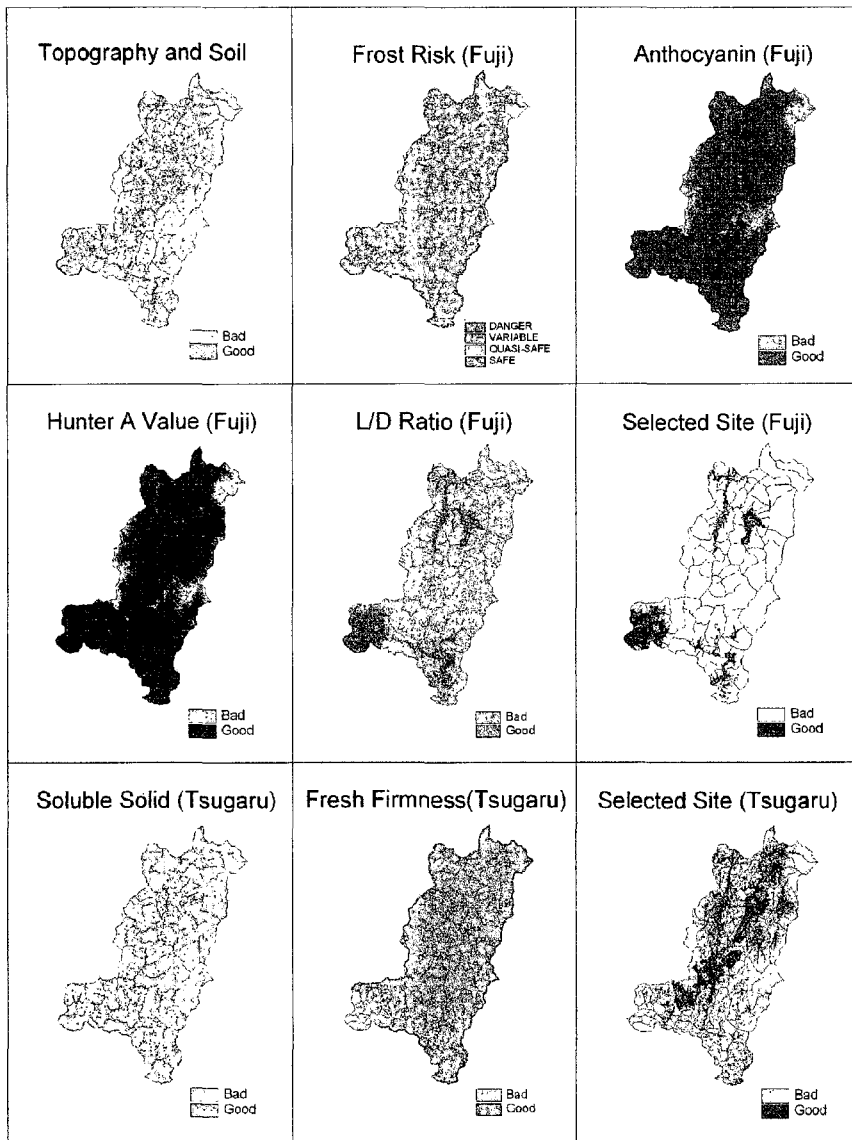 Topography and Soil
Bad
Good
Frost Risk (Fuji)
DANGER
VARIABLE
QUASI-SAFE
SAFE
Anthocyanin (Fuji)
Bad
Good
Hunter A Value (Fuji)
Bad
Good
L/D Ratio (Fuji)
Bad
Good
Selected Site (Fuji)
Bad
Good
Soluble Solid (Tsugaru)
Bad
Good
Fresh Firmness(Tsugaru)
Bad
Good
Selected Site (Tsugaru)
Bad
Good